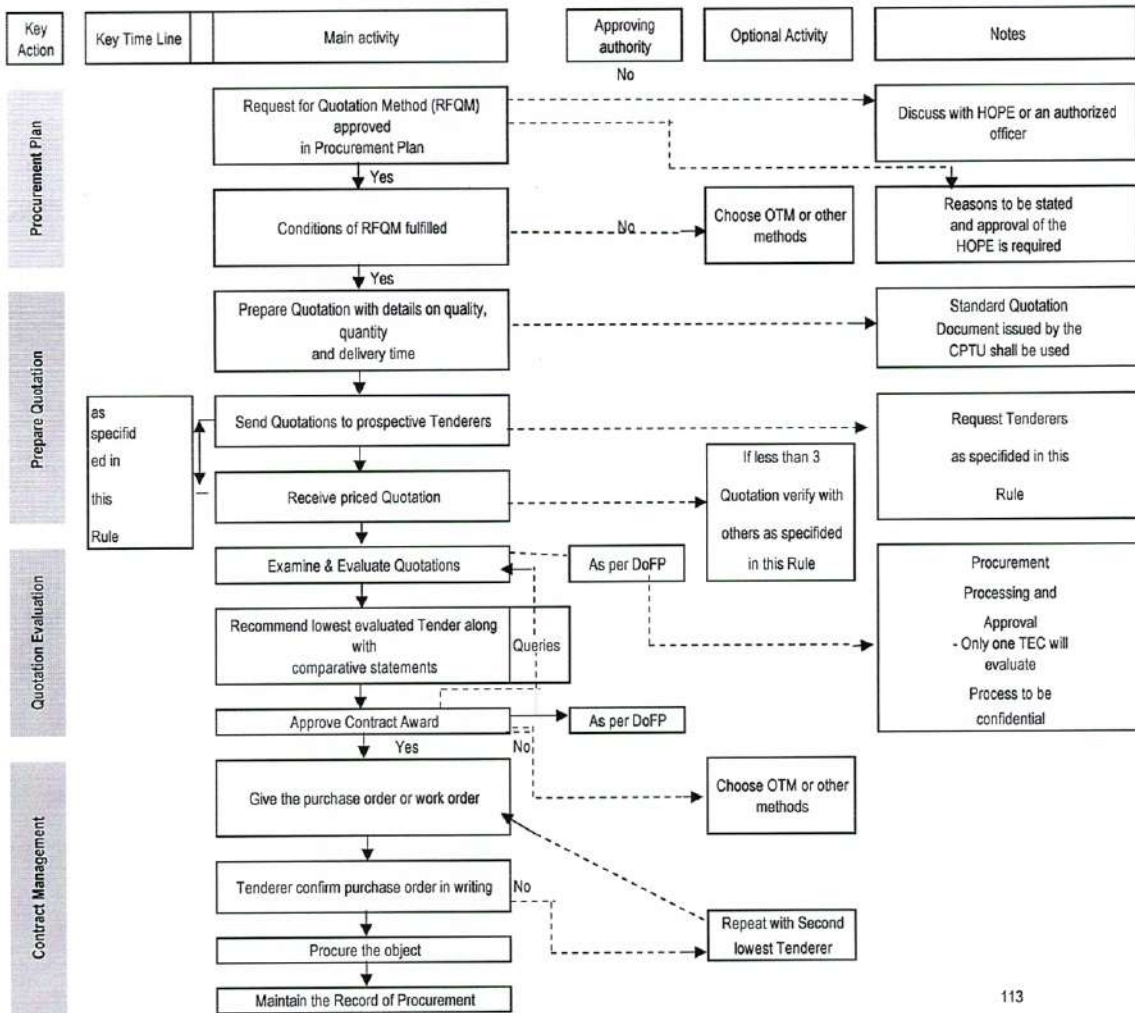 Key
Action
Key Time Line
Main activity
Approving
authority
Optional Activity
Notes
No
Procurement Plan
Request for Quotation Method (RFQM)
approved
in Procurement Plan
Discuss with HOPE or an authorized
officer
Yes
Conditions of RFQM fulfilled
No
Choose OTM or other
methods
Reasons to be stated
and approval of the
HOPE is required
Yes
Prepare Quotation
Prepare Quotation with details on quality,
quantity
and delivery time
Standard Quotation
Document issued by the
CPTU shall be used
as
specifid
ed in
this
Rule
Send Quotations to prospective Tenderers
Request Tenderers
as specifided in this
Rule
Receive priced Quotation
If less than 3
Quotation verify with
others as specifided
in this Rule
Quotation Evaluation
Examine & Evaluate Quotations
As per DoFP
Procurement
Processing and
Approval
- Only one TEC will
evaluate
Process to be
confidential
Recommend lowest evaluated Tender along
with
comparative statements
Queries
Approve Contract Award
As per DoFP
Yes
No
Contract Management
Give the purchase order or work order
Choose OTM or other
methods
Tenderer confirm purchase order in writing
No
Repeat with Second
lowest Tenderer
Procure the object
Maintain the Record of Procurement
113